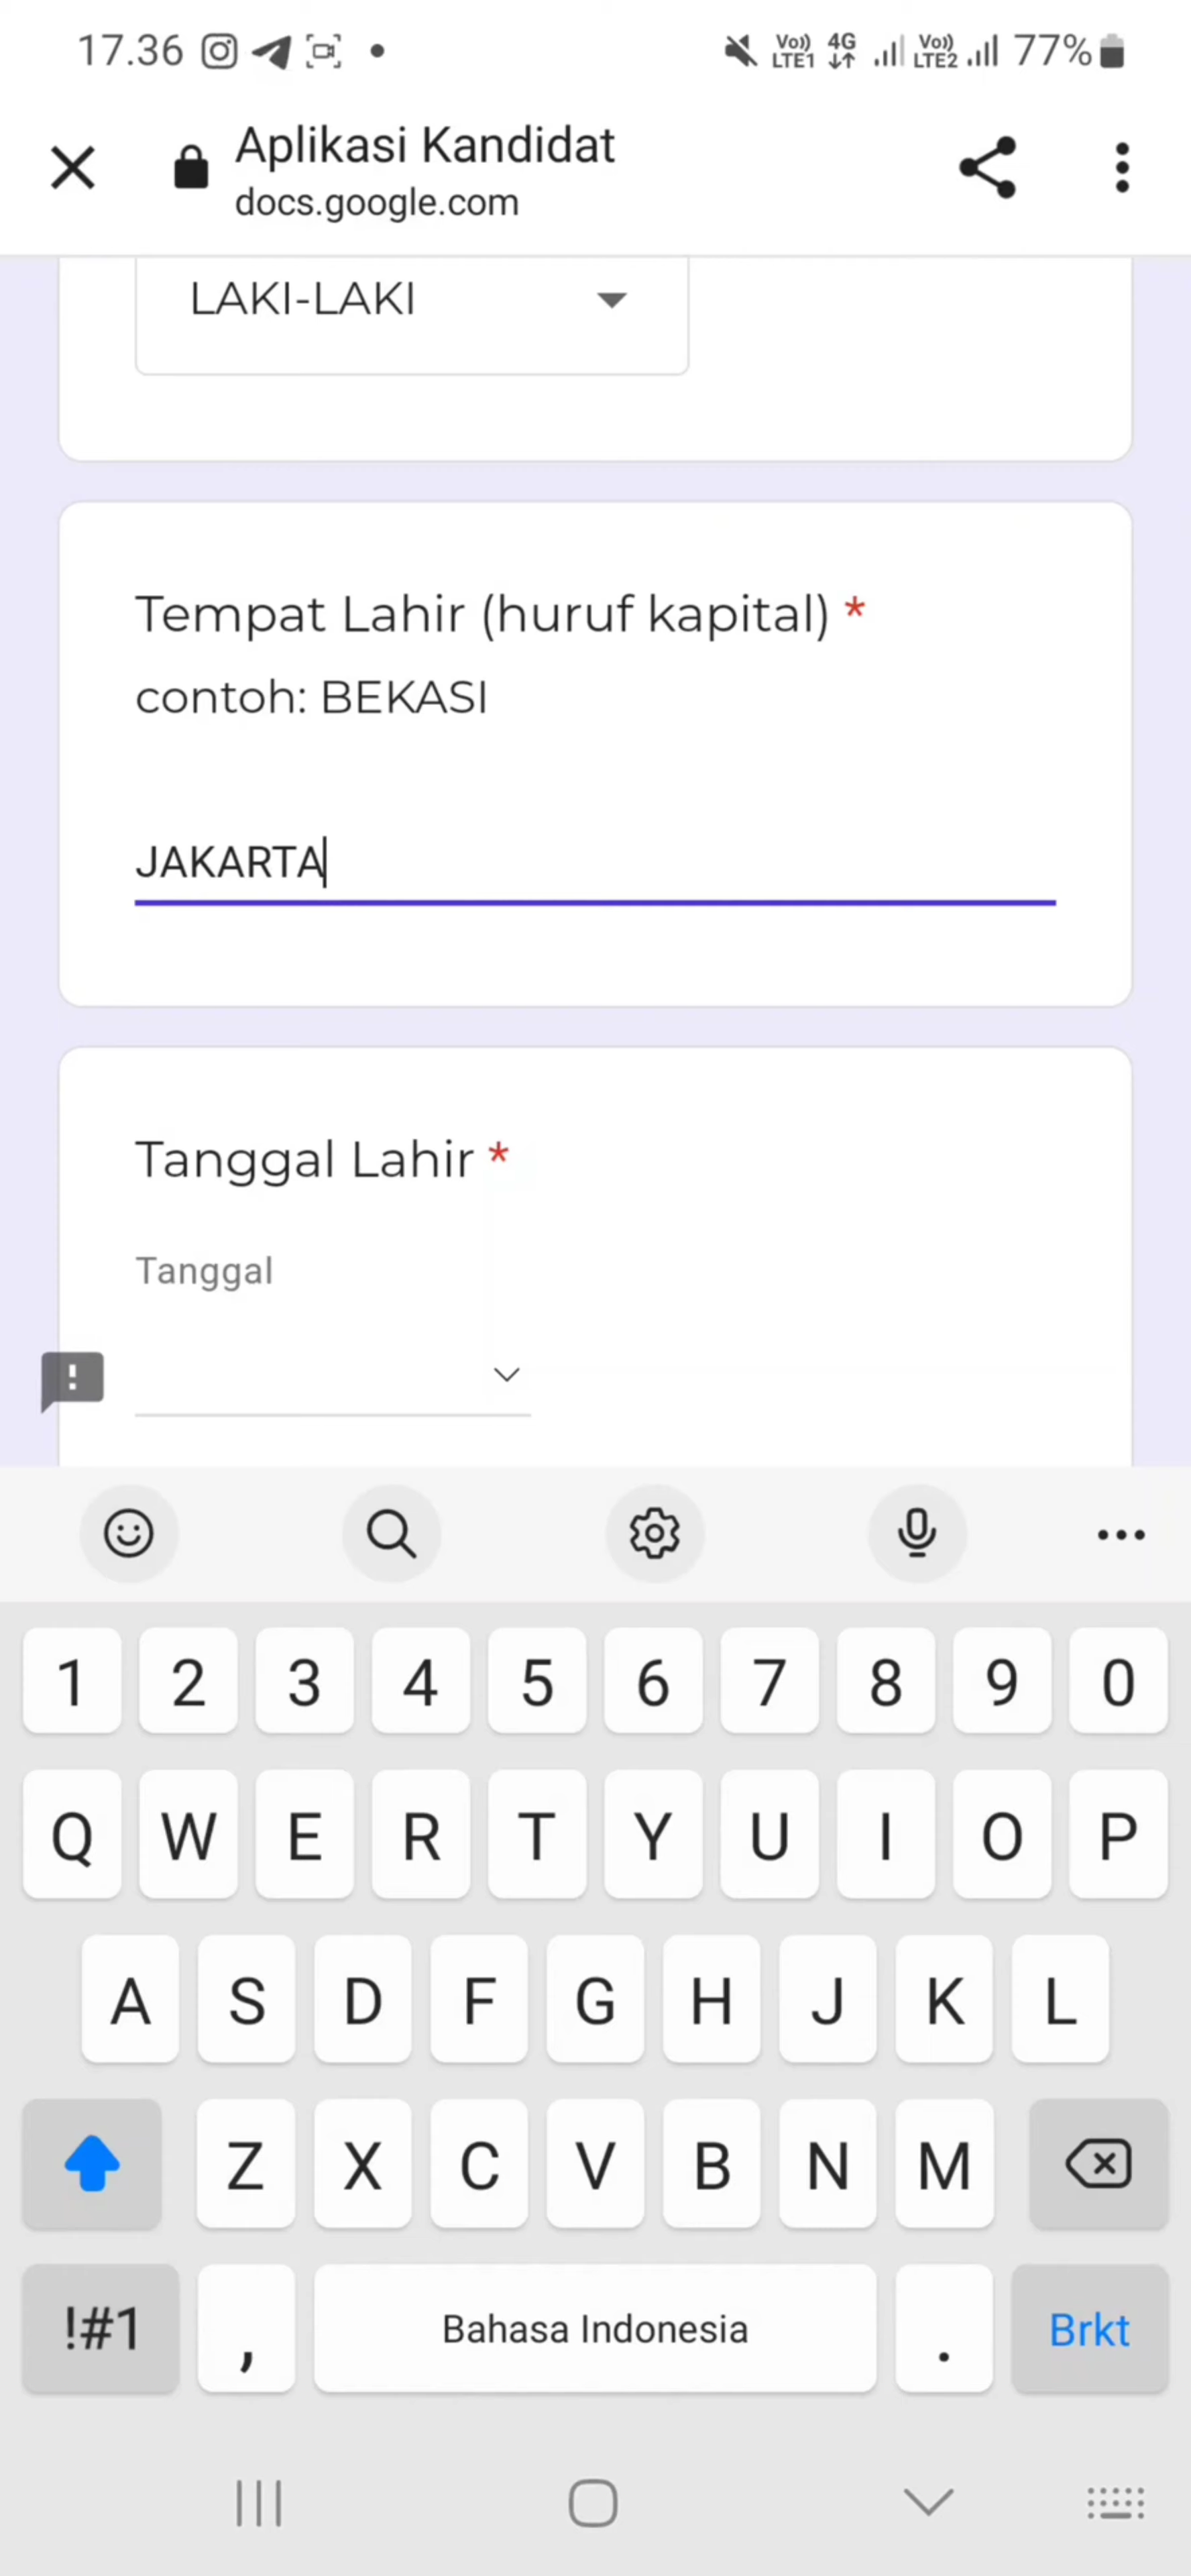 17.36
Vo)) LTE1 4G Vo)) LTE2 77%
Aplikasi Kandidat
docs.google.com
LAKI-LAKI
Tempat Lahir (huruf kapital) *
contoh: BEKASI
JAKARTA
Tanggal Lahir *
Tanggal
!
1 2 3 4 5 6 7 8 9 0
Q W E R T Y U I O P
A S D F G H J K L
Z X C V B N M
!#1 , Bahasa Indonesia . Brkt